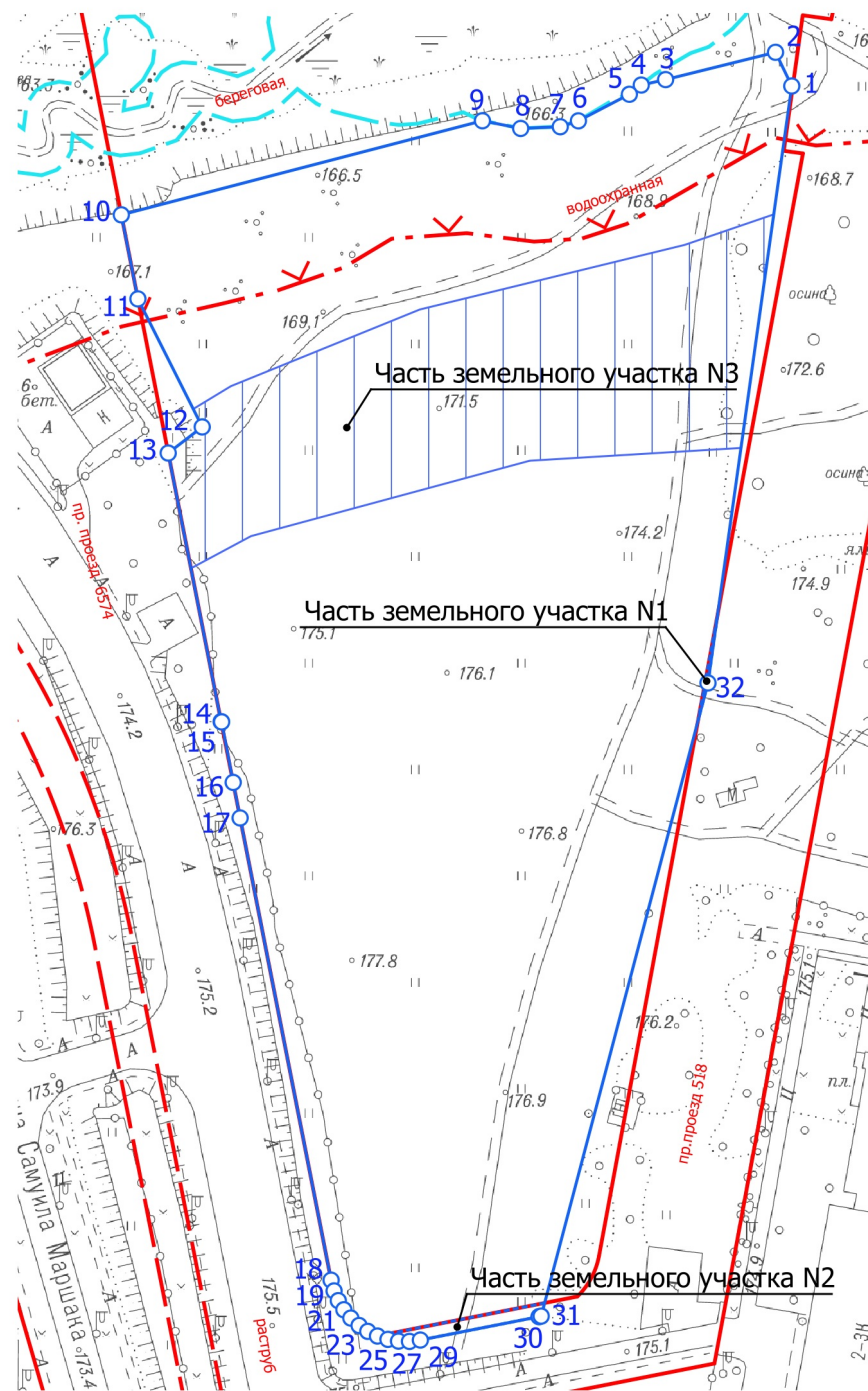 2
1
3
4
5
6
7
8
9
166.3
береговая
166.5
168.7
водоохранная
168.9
10
167.1
11
осина
169.1
Часть земельного участка N3
172.6
6
бет.
А
Ж
171.5
12
13
осина
пр. проезд 6574
174.2
174.9
А
А
А
Часть земельного участка N1
175.1
176.1
32
174.2
14
15
16
М
17
176.3
176.8
А
А
А
А
177.8
175.1
175.2
176.2
пр.проезд 518
176.9
пл.
А
А
А
173.9
Самуила Маршака
Ц
Ц
А
18
19
21
23
25
27
29
30
31
Часть земельного участка N2
175.5
раструб
173.4
175.1
А
А